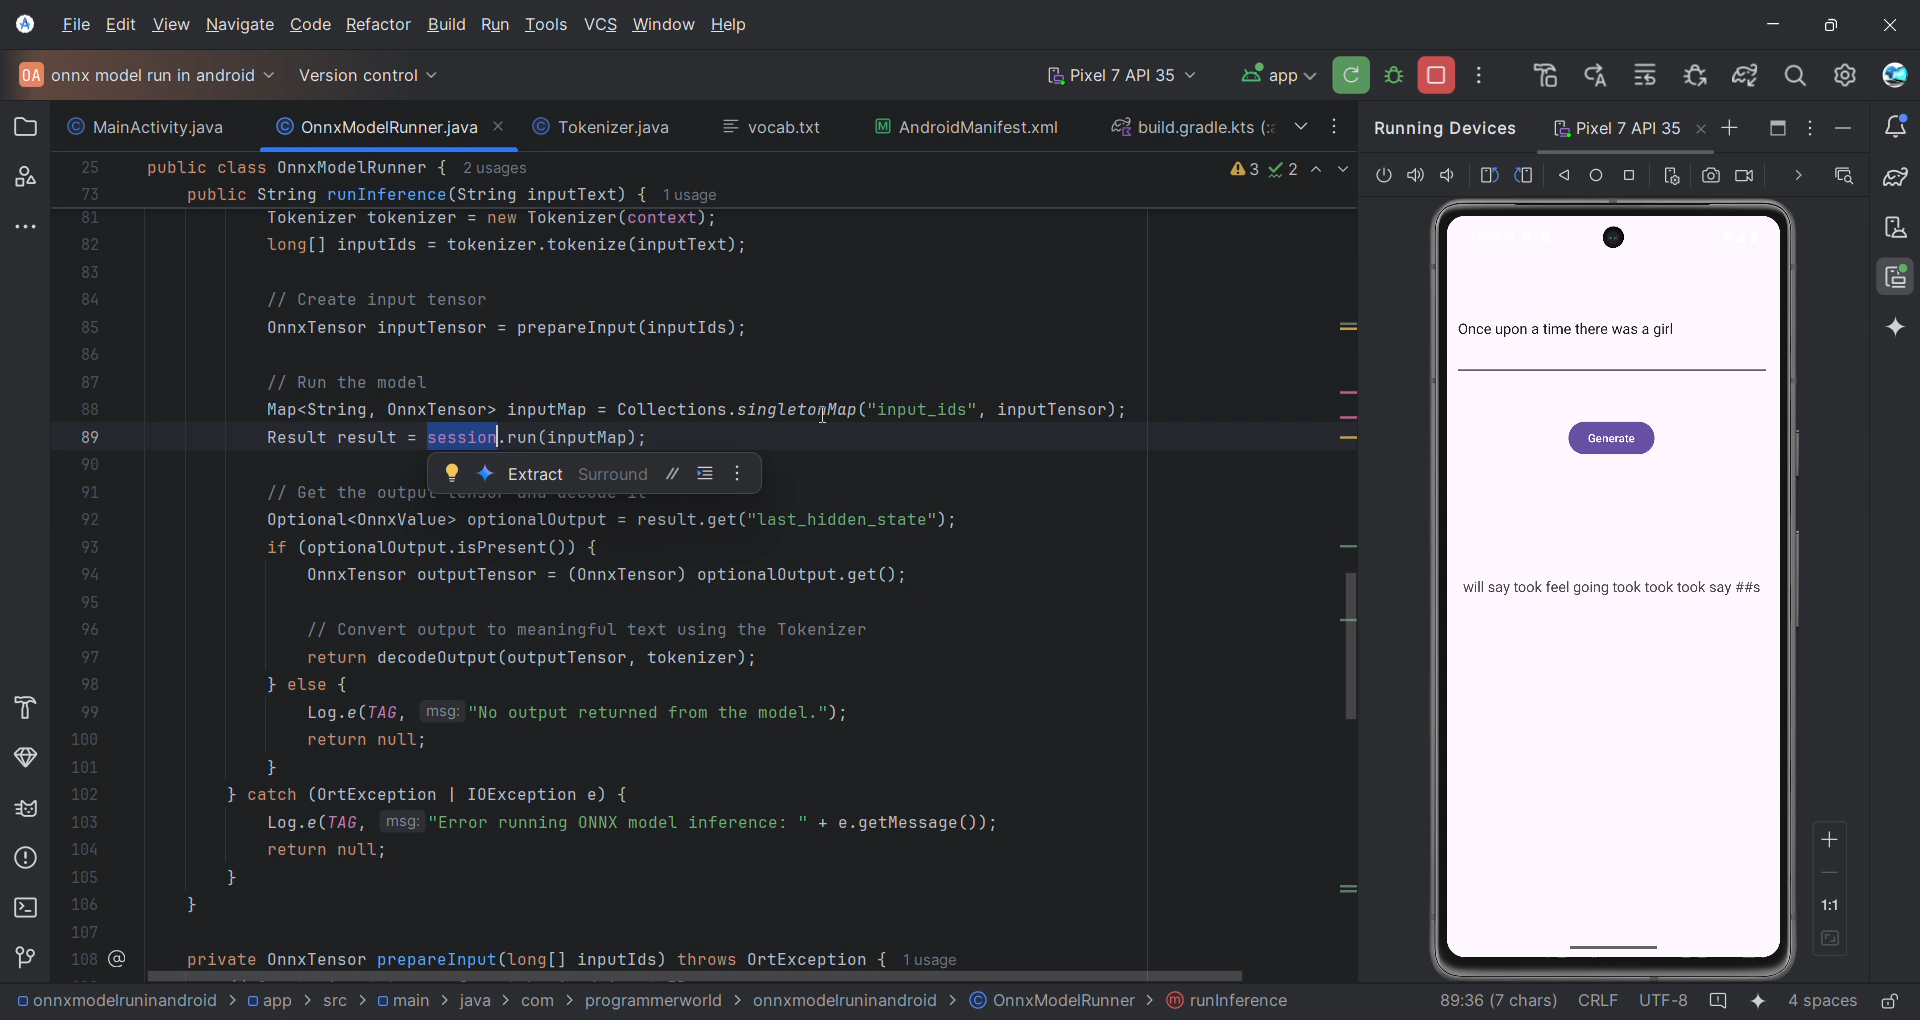 File Edit View Navigate Code Refactor Build Run Tools VCS Window Help
OA onnx model run in android Version control Pixel 7 API 35 app
MainActivity.java OnnxModelRunner.java Tokenizer.java vocab.txt AndroidManifest.xml build.gradle.kts (:a
Running Devices Pixel 7 API 35
25 public class OnnxModelRunner { 2 usages 3 2
73 public String runInference(String inputText) { 1 usage
81 Tokenizer tokenizer = new Tokenizer(context);
82 long[] inputIds = tokenizer.tokenize(inputText);
83
84 // Create input tensor
85 OnnxTensor inputTensor = prepareInput(inputIds);
86
87 // Run the model
88 Map<String, OnnxTensor> inputMap = Collections.singletonMap("input_ids", inputTensor);
89 Result result = session.run(inputMap);
90
Extract Surround //
91 // Get the output tensor and decode it
92 Optional<OnnxValue> optionalOutput = result.get("last_hidden_state");
93 if (optionalOutput.isPresent()) {
94 OnnxTensor outputTensor = (OnnxTensor) optionalOutput.get();
95
96 // Convert output to meaningful text using the Tokenizer
97 return decodeOutput(outputTensor, tokenizer);
98 } else {
99 Log.e(TAG, msg: "No output returned from the model.");
100 return null;
101 }
102 } catch (OrtException | IOException e) {
103 Log.e(TAG, msg: "Error running ONNX model inference: " + e.getMessage());
104 return null;
105 }
106 }
107
108 @ private OnnxTensor prepareInput(long[] inputIds) throws OrtException { 1 usage
Once upon a time there was a girl
Generate
will say took feel going took took took say ##s
1:1
onnxmodelruninandroid > app > src > main > java > com > programmerworld > onnxmodelruninandroid > OnnxModelRunner > runInference
89:36 (7 chars) CRLF UTF-8 4 spaces